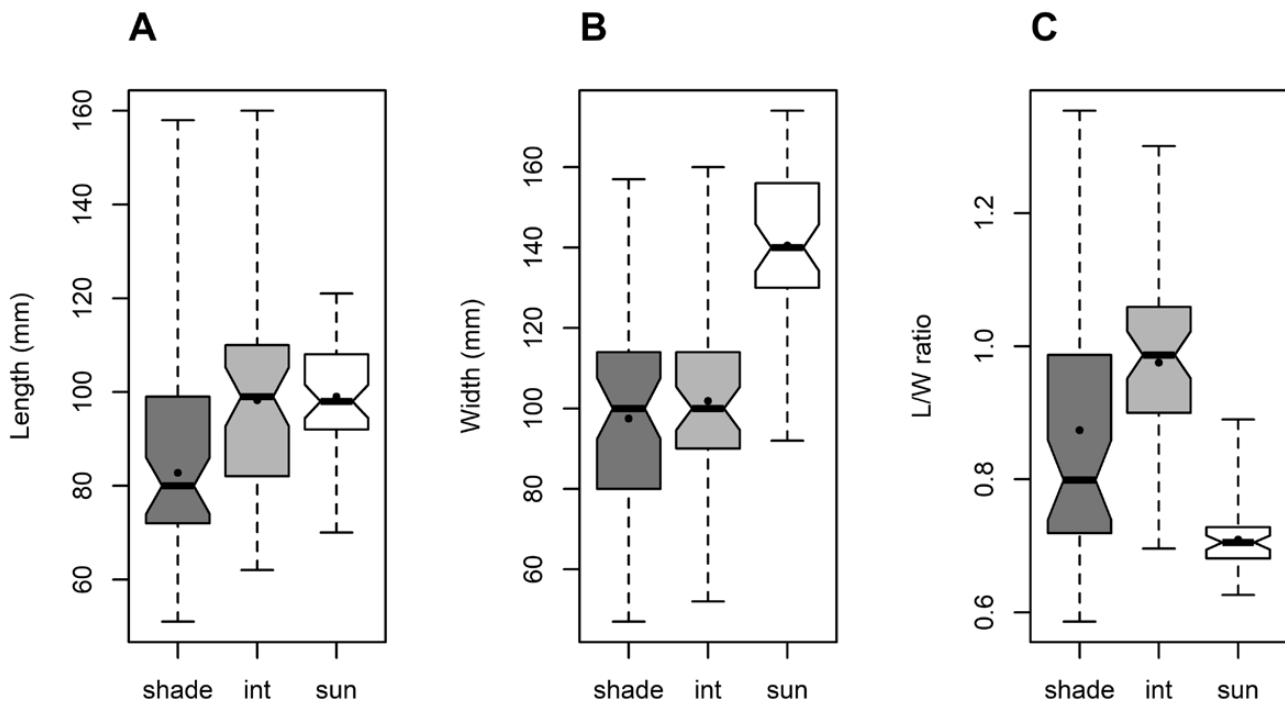 A
Length (mm)
160
140
120
100
80
60
shade int sun
B
Width (mm)
160
140
120
100
80
60
shade int sun
C
L/W ratio
1.2
1.0
0.8
0.6
shade int sun